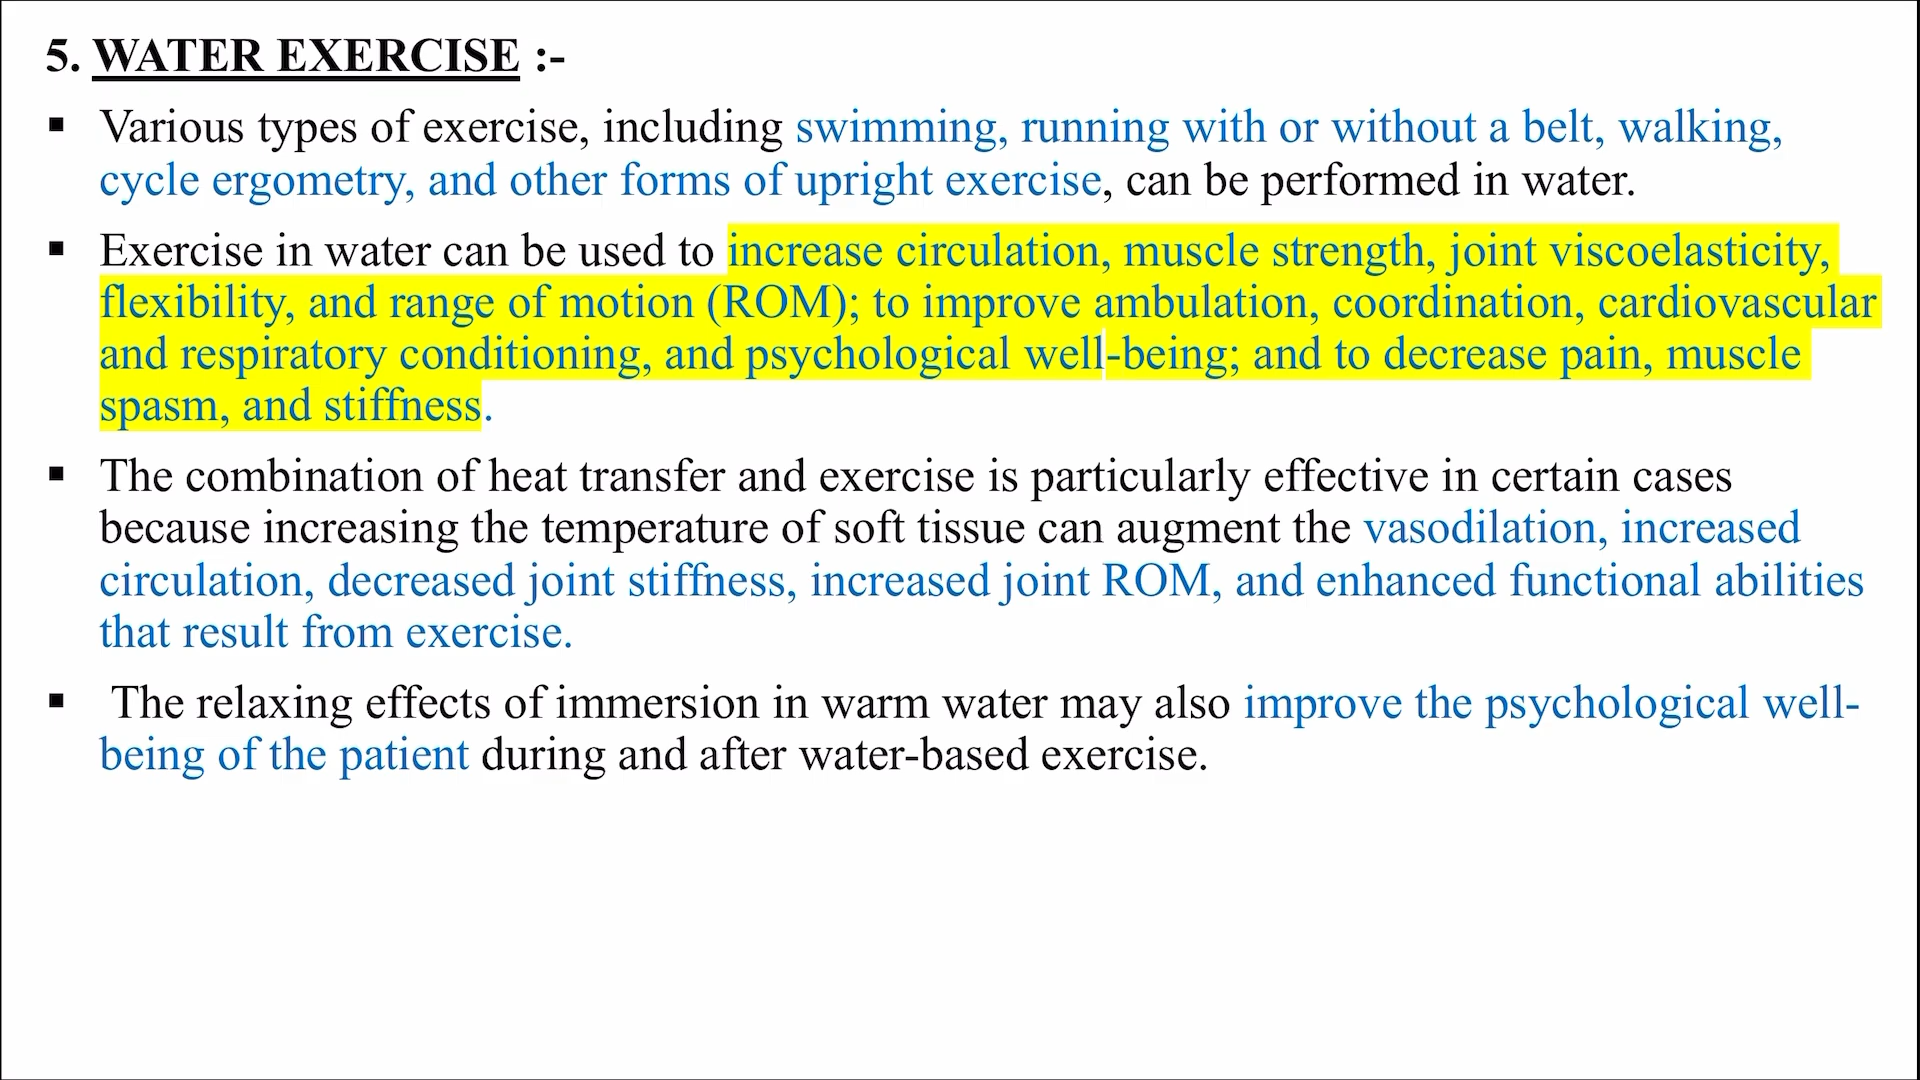 5. WATER EXERCISE :-
▪ Various types of exercise, including swimming, running with or without a belt, walking,
cycle ergometry, and other forms of upright exercise, can be performed in water.
▪ Exercise in water can be used to increase circulation, muscle strength, joint viscoelasticity,
flexibility, and range of motion (ROM); to improve ambulation, coordination, cardiovascular
and respiratory conditioning, and psychological well-being; and to decrease pain, muscle
spasm, and stiffness.
▪ The combination of heat transfer and exercise is particularly effective in certain cases
because increasing the temperature of soft tissue can augment the vasodilation, increased
circulation, decreased joint stiffness, increased joint ROM, and enhanced functional abilities
that result from exercise.
▪ The relaxing effects of immersion in warm water may also improve the psychological well-
being of the patient during and after water-based exercise.